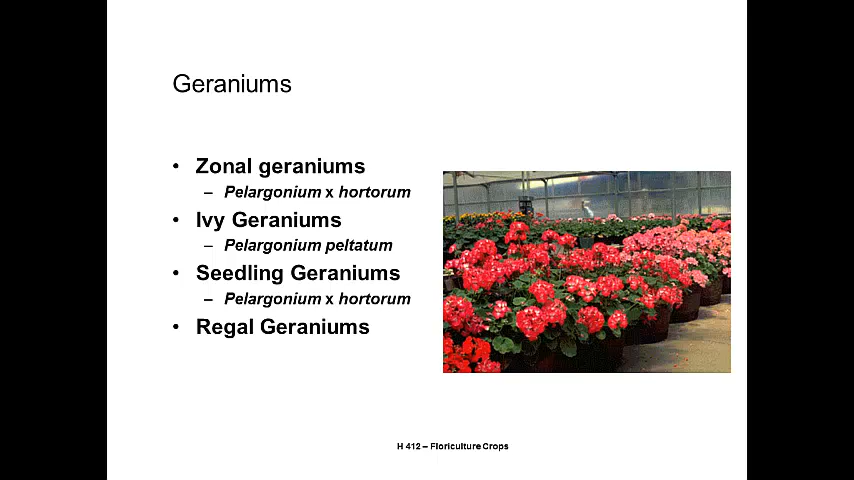 Geraniums
• Zonal geraniums
– Pelargonium x hortorum
• Ivy Geraniums
– Pelargonium peltatum
• Seedling Geraniums
– Pelargonium x hortorum
• Regal Geraniums
H 412 – Floriculture Crops